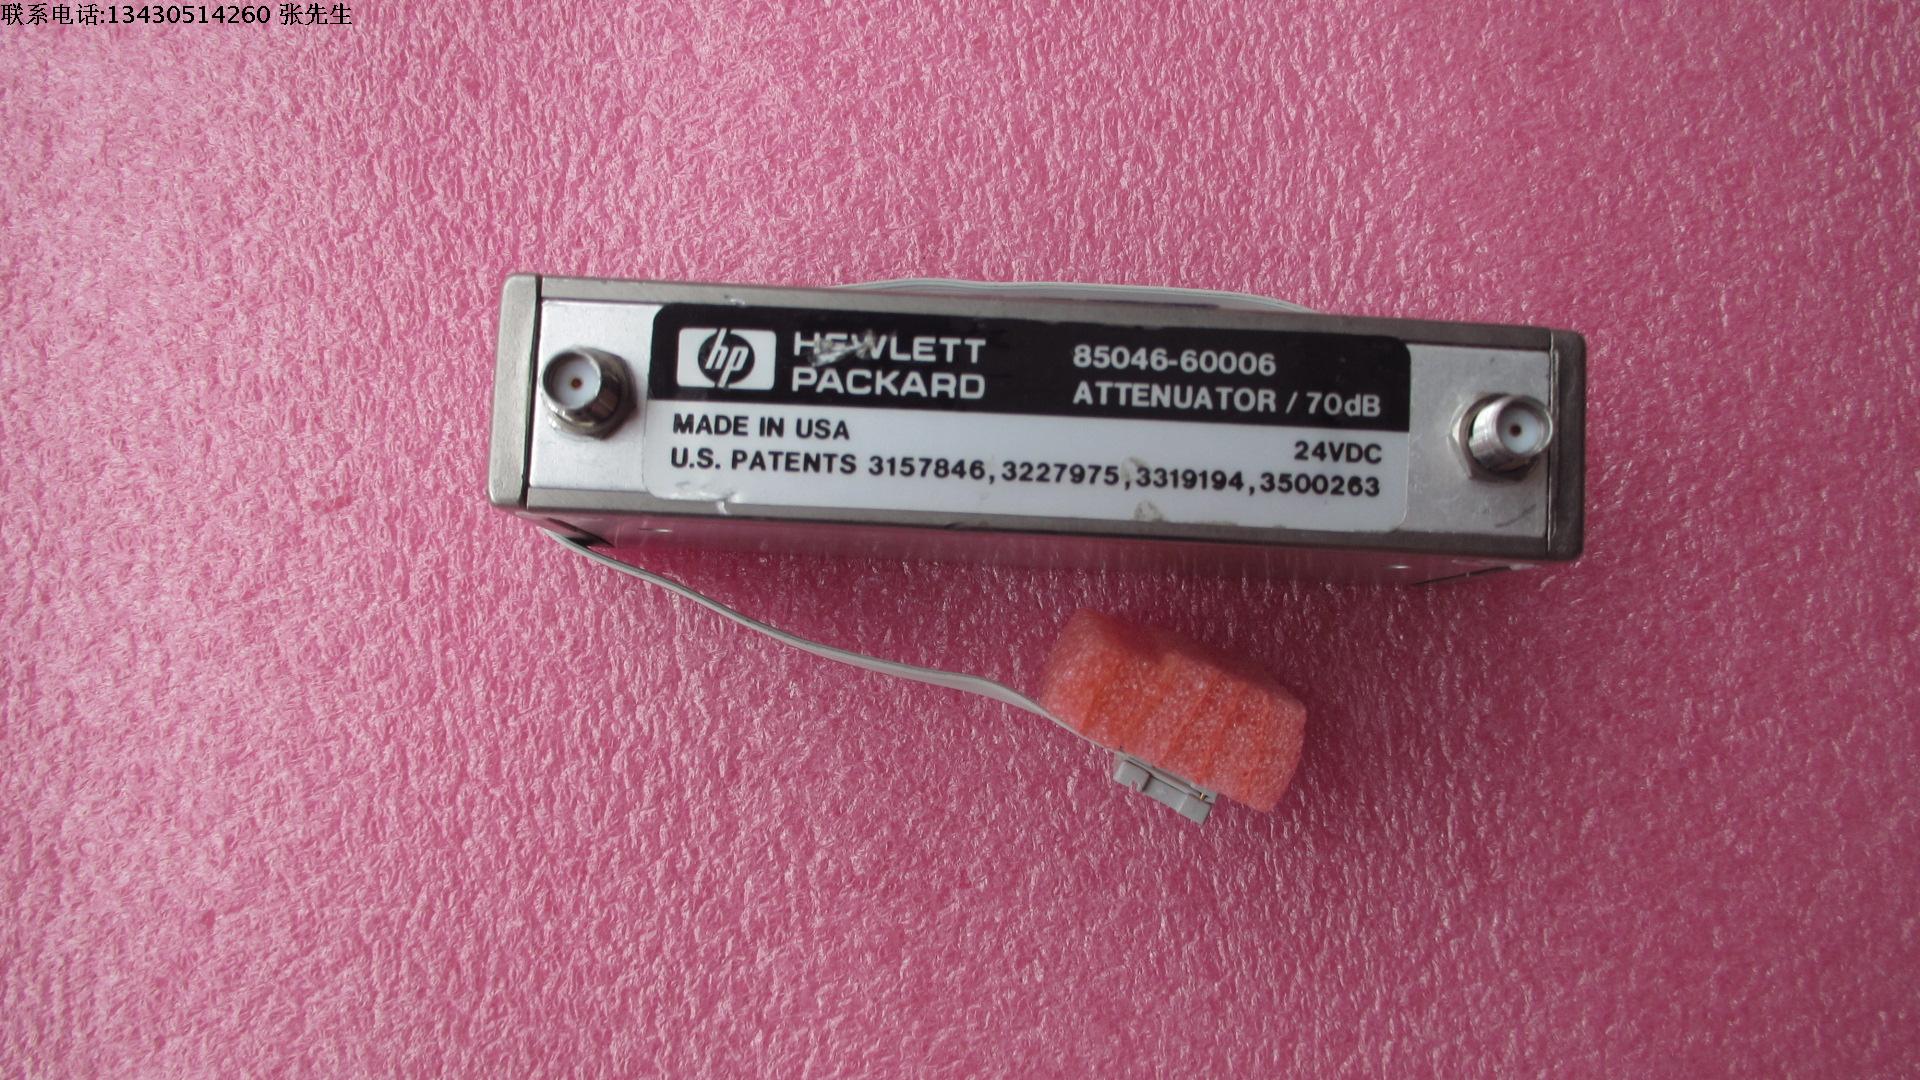 联系电话:13430514260 张先生
hp HEWLETT
PACKARD
85046-60006
ATTENUATOR / 70dB
MADE IN USA
24VDC
U.S. PATENTS 3157846,3227975,3319194,3500263